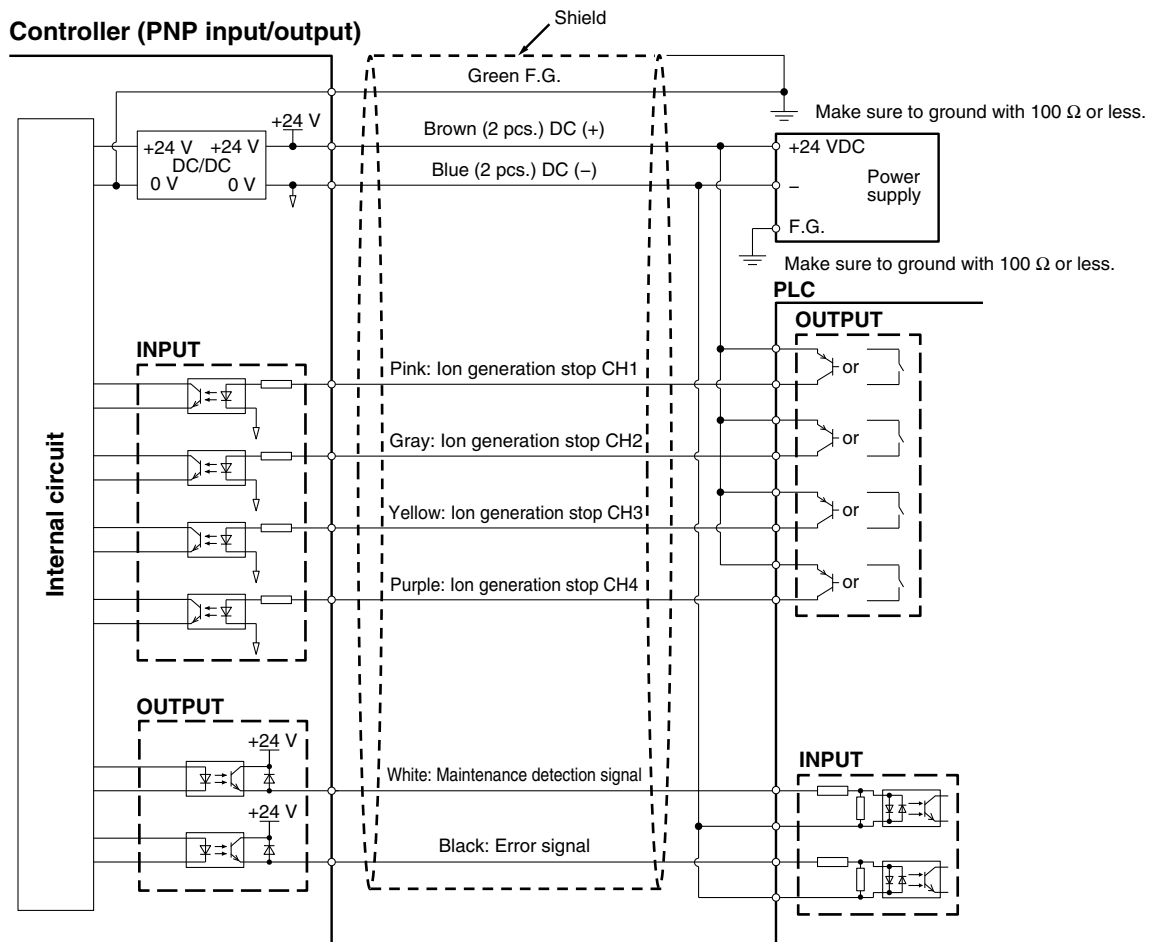 Shield
Controller (PNP input/output)
Green F.G.
Make sure to ground with 100 Ω or less.
+24 V
Brown (2 pcs.) DC (+)
+24 VDC
+24 V +24 V
DC/DC
0 V 0 V
Blue (2 pcs.) DC (−)
–
Power
supply
F.G.
Make sure to ground with 100 Ω or less.
PLC
OUTPUT
INPUT
Pink: Ion generation stop CH1
or
Gray: Ion generation stop CH2
or
Internal circuit
Yellow: Ion generation stop CH3
or
Purple: Ion generation stop CH4
or
OUTPUT
+24 V
INPUT
White: Maintenance detection signal
+24 V
Black: Error signal